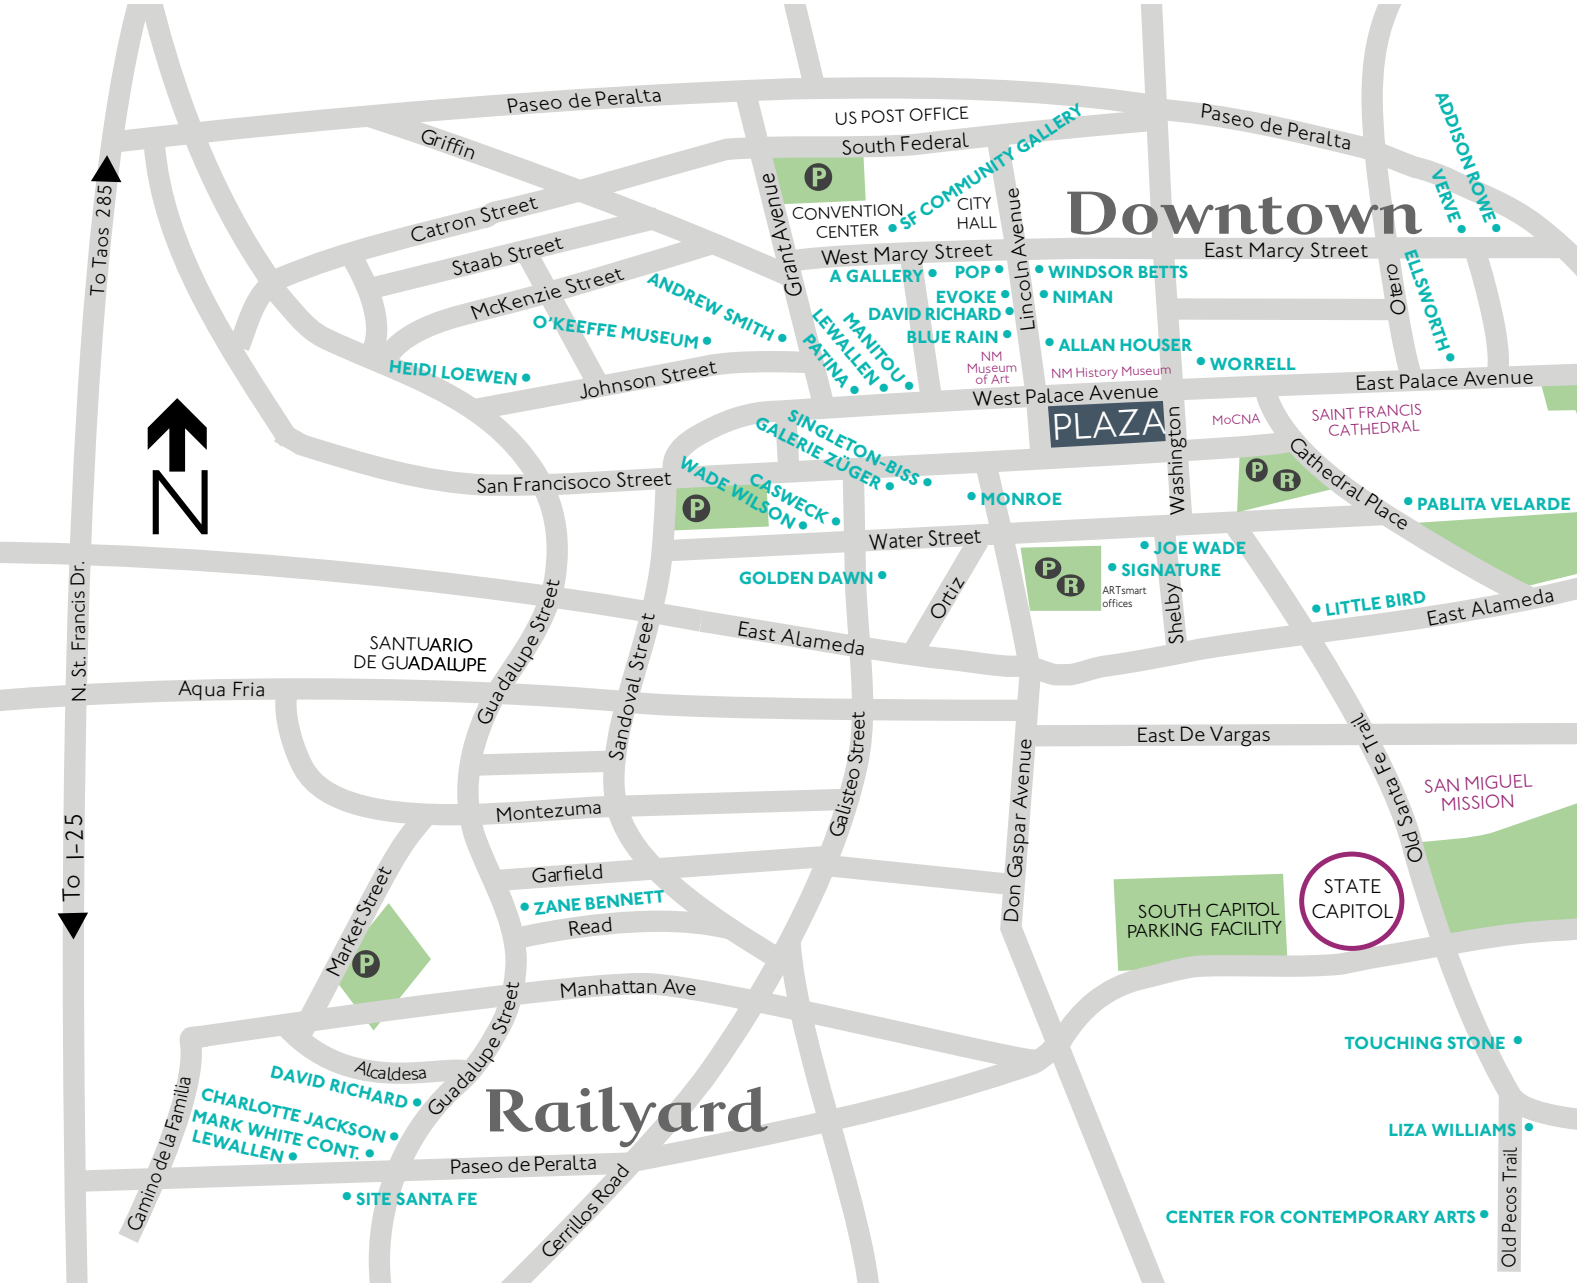 Paseo de Peralta
US POST OFFICE
South Federal
Paseo de Peralta
ADDISON ROWE
VERVE
Griffin
SF COMMUNITY GALLERY
P
Catron Street
CONVENTION
CENTER
CITY
HALL
Downtown
To Taos 285
Staab Street
Grant Avenue
Lincoln Avenue
West Marcy Street
East Marcy Street
McKenzie Street
A GALLERY
POP
WINDSOR BETTS
EVOKE
NIMAN
DAVID RICHARD
BLUE RAIN
ALLAN HOUSER
Otero
ELLSWORTH
ANDREW SMITH
O'KEEFFE MUSEUM
MANITOU
LEWALLEN
PATINA
HEIDI LOEWEN
Johnson Street
NM
Museum
of Art
NM History Museum
WORRELL
West Palace Avenue
East Palace Avenue
PLAZA
MoCNA
SAINT FRANCIS
CATHEDRAL
Washington
Cathedral Place
N
SINGLETON-BISS
GALERIE ZÜGER
CASWECK
WADE WILSON
San Francisoco Street
P
P
R
MONROE
PABLITA VELARDE
Water Street
JOE WADE
SIGNATURE
P
R
ARTsmart
offices
GOLDEN DAWN
Ortiz
Shelby
LITTLE BIRD
East Alameda
N. St. Francis Dr.
Guadalupe Street
Sandoval Street
East Alameda
SANTUARIO
DE GUADALUPE
Aqua Fria
East De Vargas
Old Santa Fe Trail
SAN MIGUEL
MISSION
Galisteo Street
Don Gaspar Avenue
Montezuma
To I-25
Garfield
ZANE BENNETT
Read
Market Street
P
SOUTH CAPITOL
PARKING FACILITY
STATE
CAPITOL
Manhattan Ave
Guadalupe Street
Alcaldesa
TOUCHING STONE
DAVID RICHARD
CHARLOTTE JACKSON
MARK WHITE CONT.
LEWALLEN
Railyard
Camino de la Familia
Paseo de Peralta
SITE SANTA FE
Cerrillos Road
LIZA WILLIAMS
CENTER FOR CONTEMPORARY ARTS
Old Pecos Trail